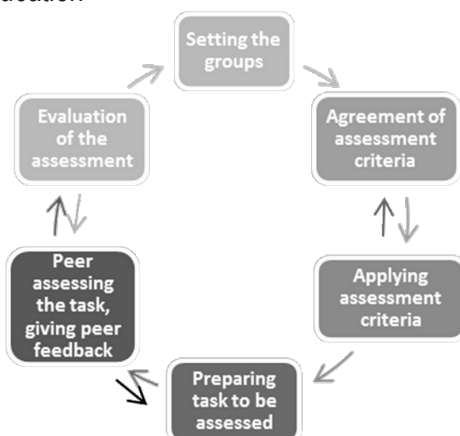 Setting the
groups
Agreement of
assessment
criteria
Applying
assessment
criteria
Preparing
task to be
assessed
Peer
assessing
the task,
giving peer
feedback
Evaluation
of the
assessment